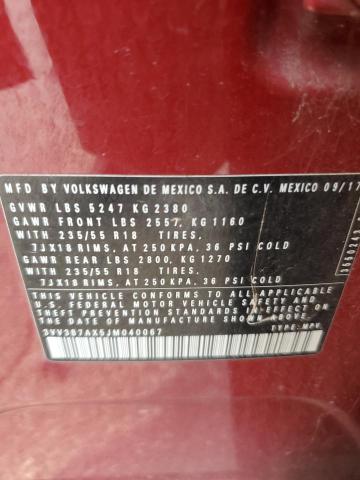 MFD BY VOLKSWAGEN DE MEXICO S.A. DE C.V. MEXICO 09/17
GVWR LBS 5247 KG 2380
GAWR FRONT LBS 2557, KG 1160
WITH 235/55 R18 TIRES.
7JX18 RIMS, AT 250 KPA, 36 PSI COLD
GAWR REAR LBS 2800, KG 1270
WITH 235/55 R18 TIRES.
7JX18 RIMS, AT 250 KPA, 36 PSI COLD
THIS VEHICLE CONFORMS TO ALL APPLICABLE
U.S. FEDERAL MOTOR VEHICLE SAFETY AND
THEFT PREVENTION STANDARDS IN EFFECT
ON THE DATE OF MANUFACTURE SHOWN ABOVE.
3VV3B7AX5JM040067 TYPE: MPV